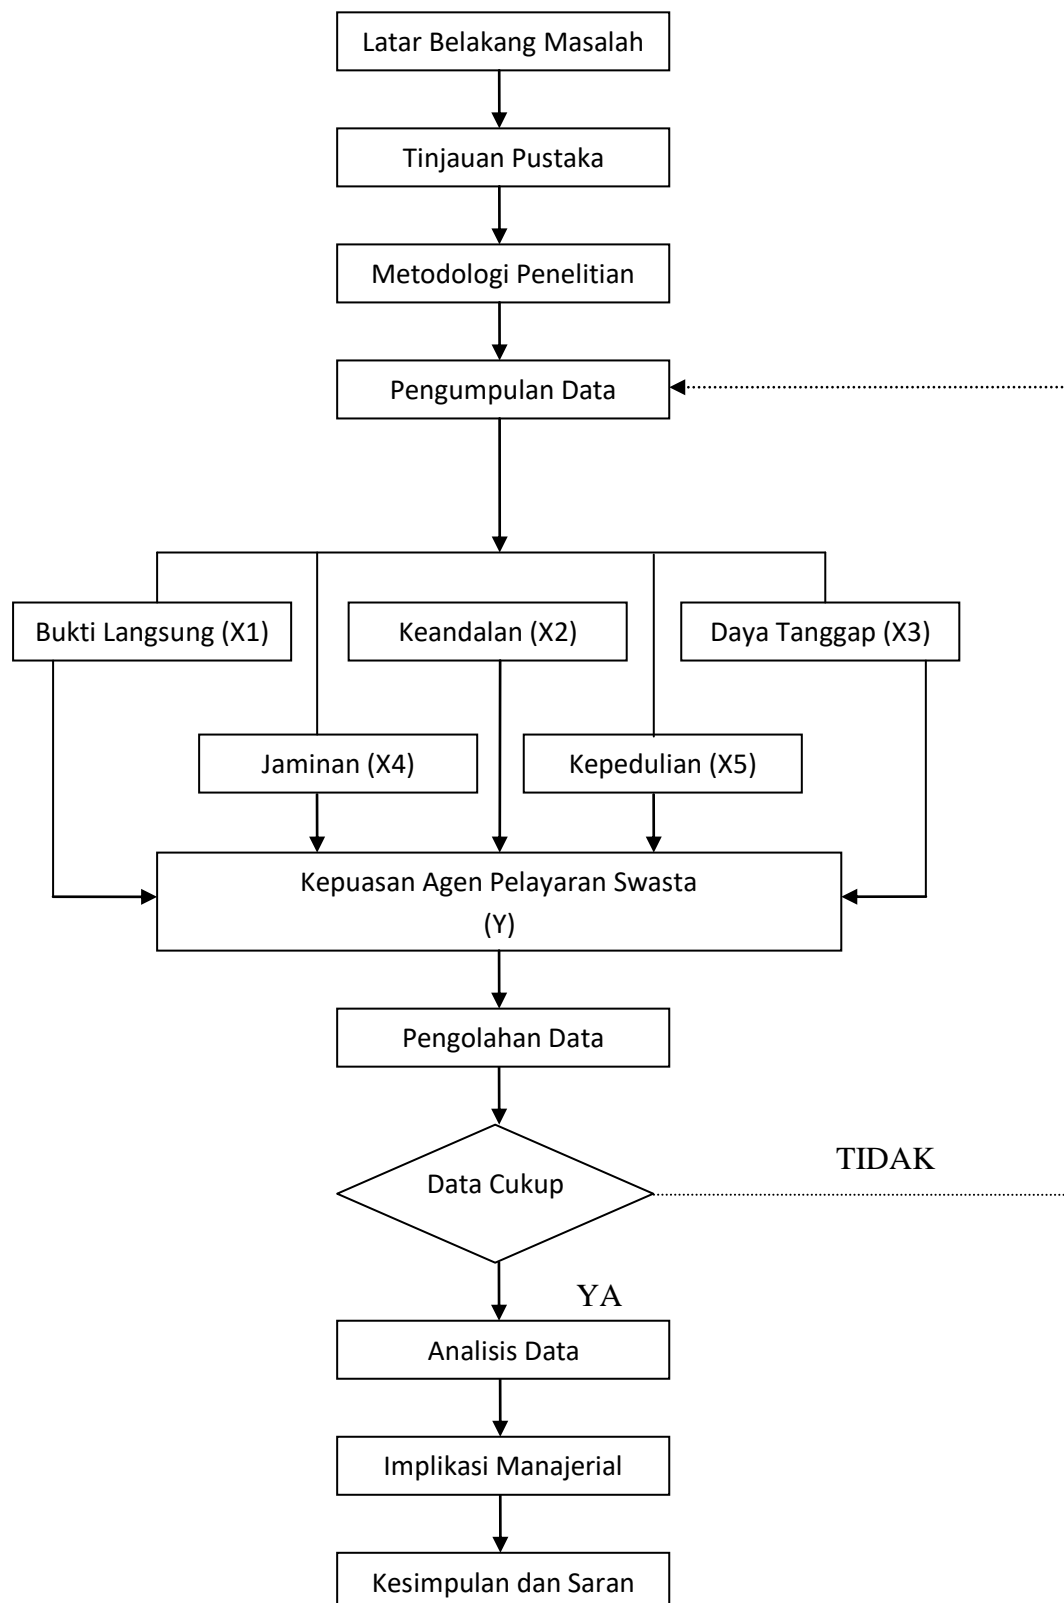 Latar Belakang Masalah
Tinjauan Pustaka
Metodologi Penelitian
Pengumpulan Data
Bukti Langsung (X1)
Keandalan (X2)
Daya Tanggap (X3)
Jaminan (X4)
Kepedulian (X5)
Kepuasan Agen Pelayaran Swasta
(Y)
Pengolahan Data
Data Cukup
TIDAK
YA
Analisis Data
Implikasi Manajerial
Kesimpulan dan Saran